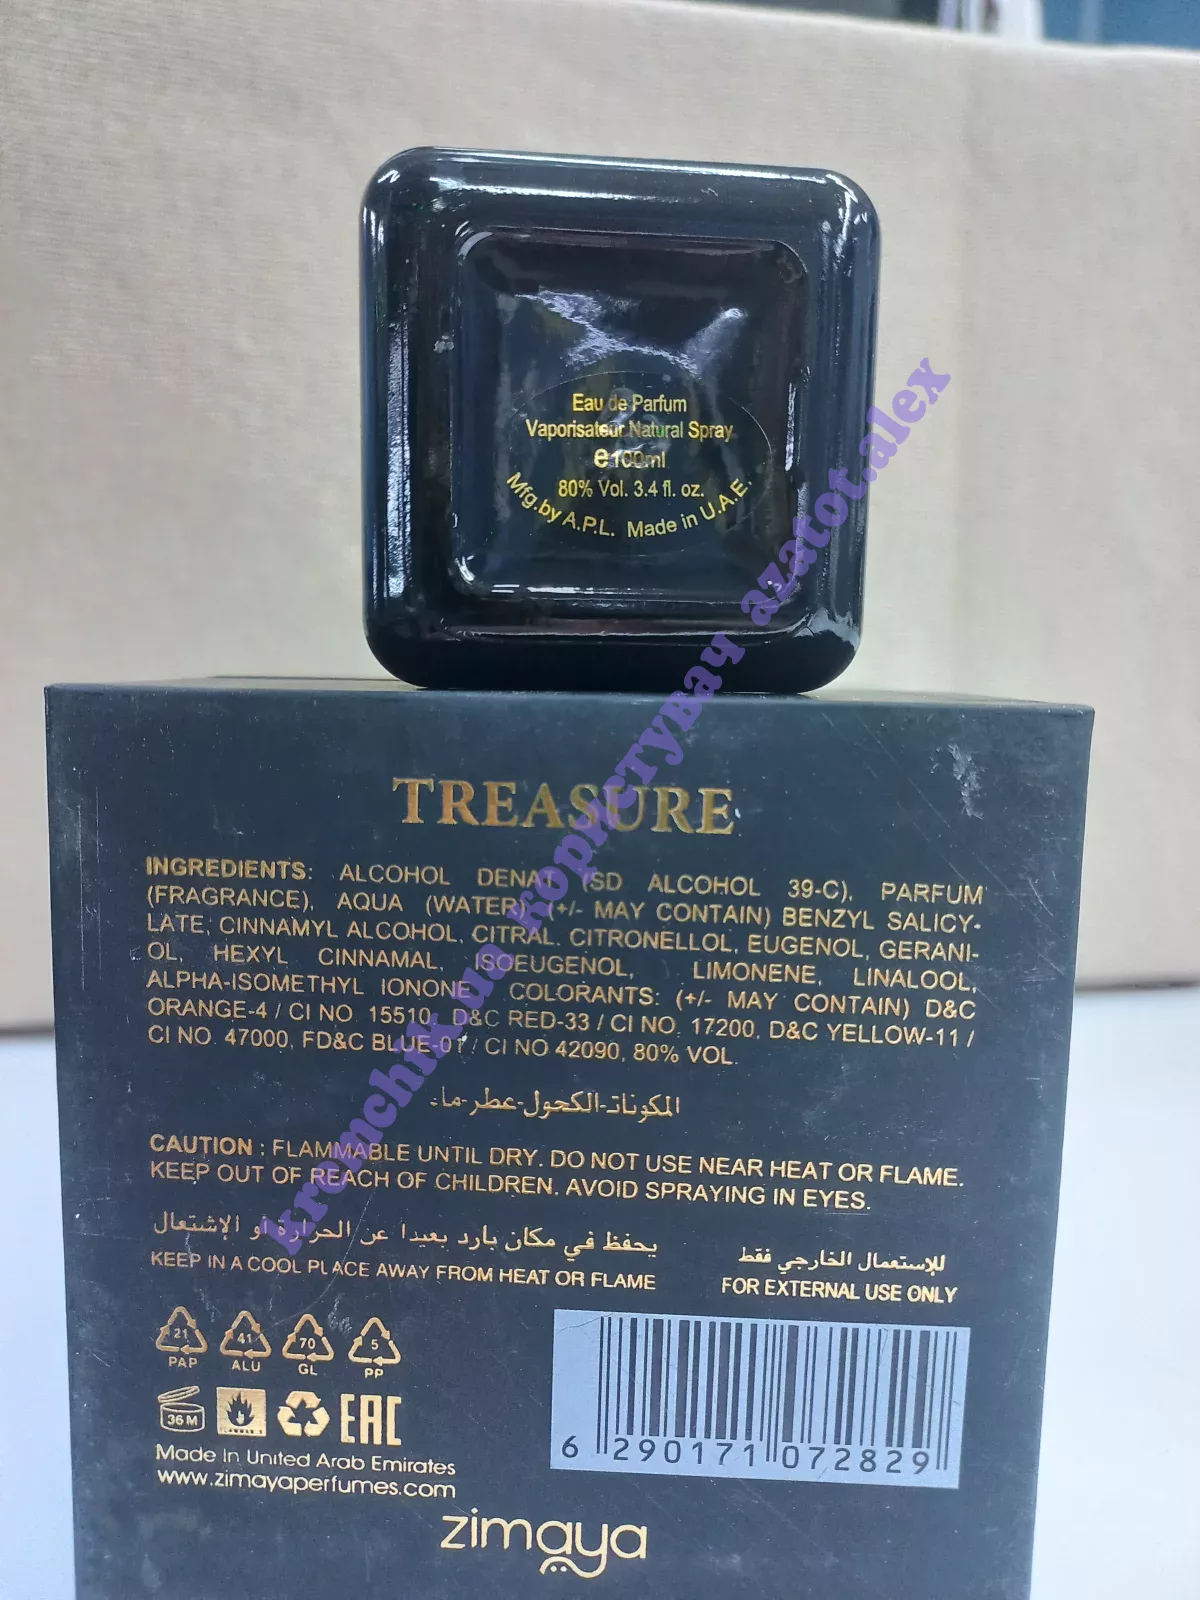 Eau de Parfum
Vaporisateur Natural Spray
e100ml
80% Vol. 3.4 fl. oz.
Mfg.by A.P.L. Made in U.A.E.
TREASURE
INGREDIENTS: ALCOHOL DENAT (SD ALCOHOL 39-C), PARFUM
(FRAGRANCE), AQUA (WATER) (+/- MAY CONTAIN) BENZYL SALICY-
LATE, CINNAMYL ALCOHOL, CITRAL, CITRONELLOL, EUGENOL, GERANI-
OL, HEXYL CINNAMAL, ISOEUGENOL, LIMONENE, LINALOOL,
ALPHA-ISOMETHYL IONONE COLORANTS: (+/- MAY CONTAIN) D&C
ORANGE-4 / CI NO. 15510, D&C RED-33 / CI NO. 17200, D&C YELLOW-11 /
CI NO. 47000, FD&C BLUE-01 / CI NO 42090, 80% VOL.
المكونات-الكحول-عطر-ماء
CAUTION : FLAMMABLE UNTIL DRY. DO NOT USE NEAR HEAT OR FLAME.
KEEP OUT OF REACH OF CHILDREN. AVOID SPRAYING IN EYES.
يحفظ في مكان بارد بعيدا عن الحرارة أو الإشتعال
KEEP IN A COOL PLACE AWAY FROM HEAT OR FLAME
للإستعمال الخارجي فقط
FOR EXTERNAL USE ONLY
21 41 70 5
PAP ALU GL PP
36 M EAC
Made In United Arab Emirates
www.zimayaperfumes.com
6 290171 072829
zimaya
kremchik.ua користувач azatot.alex